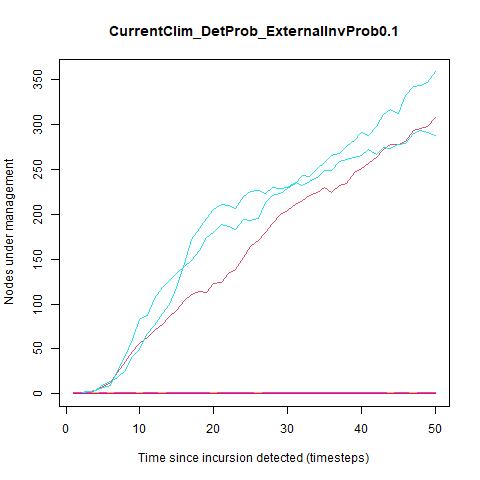 CurrentClim_DetProb_ExternalInvProb0.1
350
300
250
200
150
100
50
0
Nodes under management
0 10 20 30 40 50
Time since incursion detected (timesteps)